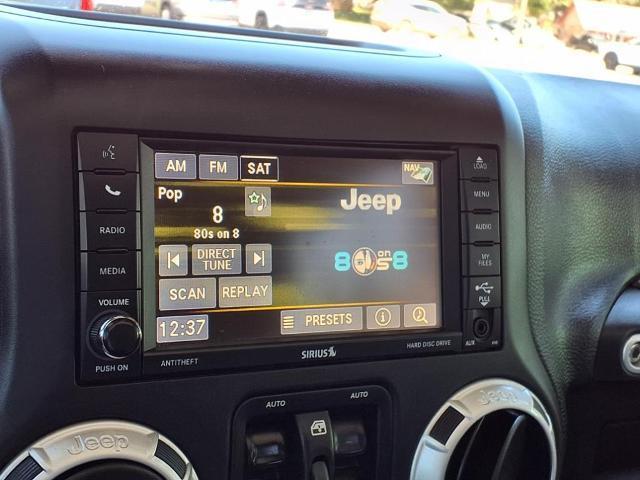 AM FM SAT NAV
Pop
8
80s on 8
DIRECT
TUNE
SCAN REPLAY
12:37
PRESETS
Jeep
80s on 8
RADIO
MEDIA
VOLUME
PUSH ON
ANTITHEFT
SIRIUS
HARD DISC DRIVE
LOAD
MENU
AUDIO
MY
FILES
PULL
AUX
AUTO AUTO
Jeep
Jeep